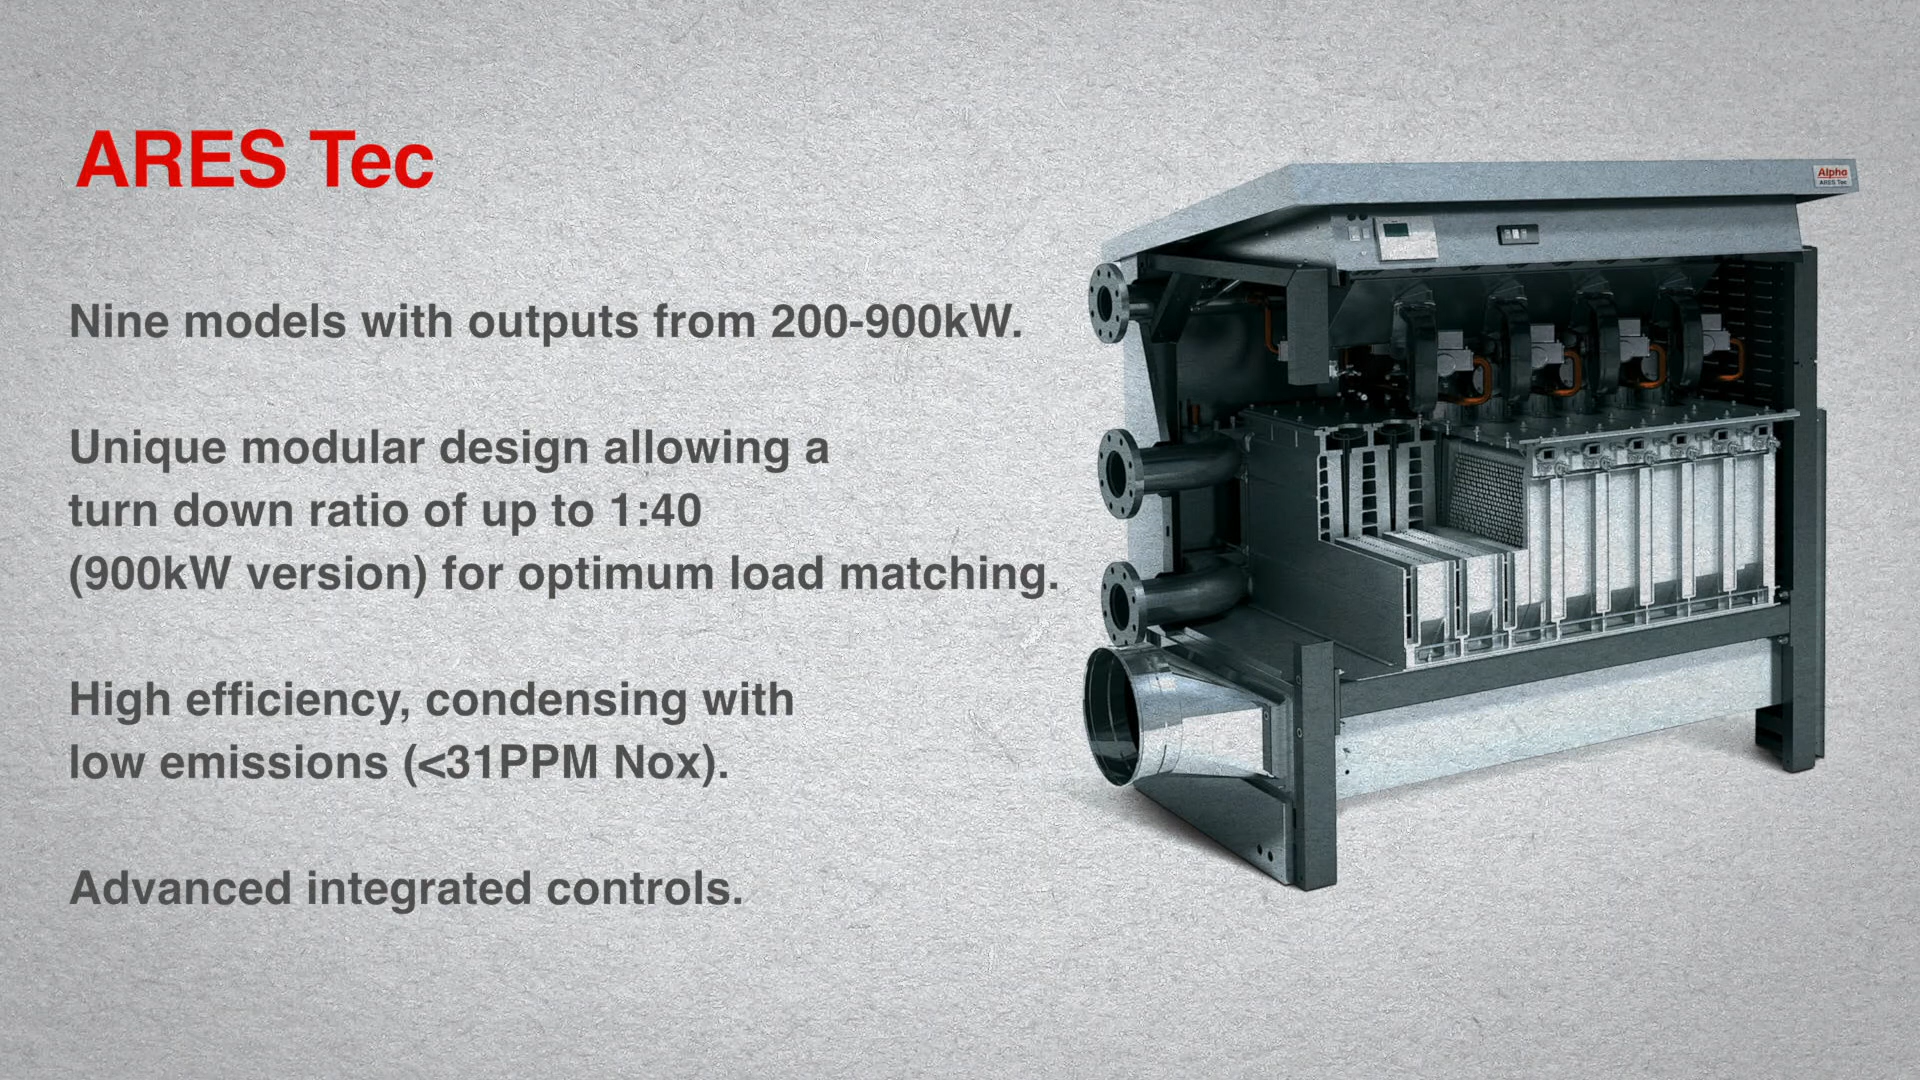 ARES Tec
Nine models with outputs from 200-900kW.
Unique modular design allowing a
turn down ratio of up to 1:40
(900kW version) for optimum load matching.
High efficiency, condensing with
low emissions (<31PPM Nox).
Advanced integrated controls.
Alpha
ARES Tec